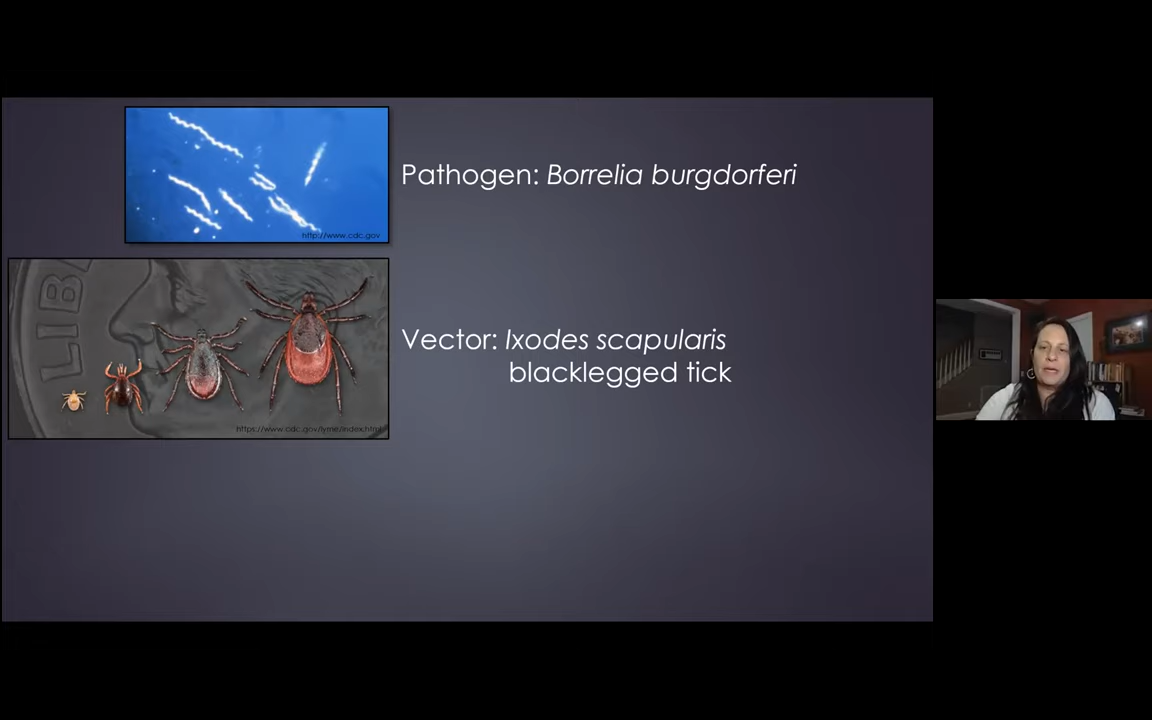 http://www.cdc.gov
Pathogen: Borrelia burgdorferi
LIB
Vector: Ixodes scapularis
blacklegged tick
https://www.cdc.gov/lyme/index.html